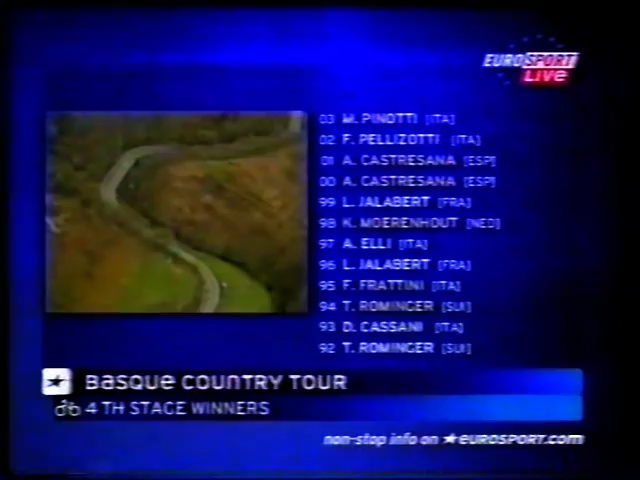 EUROSPORT
LIVE
03 M. PINOTTI [ITA]
02 F. PELLIZOTTI [ITA]
01 A. CASTRESANA [ESP]
00 A. CASTRESANA [ESP]
99 L. JALABERT [FRA]
98 K. MOERENHOUT [NED]
97 A. ELLI [ITA]
96 L. JALABERT [FRA]
95 F. FRATTINI [ITA]
94 T. ROMINGER [SUI]
93 D. CASSANI [ITA]
92 T. ROMINGER [SUI]
BASQUE COUNTRY TOUR
4 TH STAGE WINNERS
non-stop info on ★eurosport.com